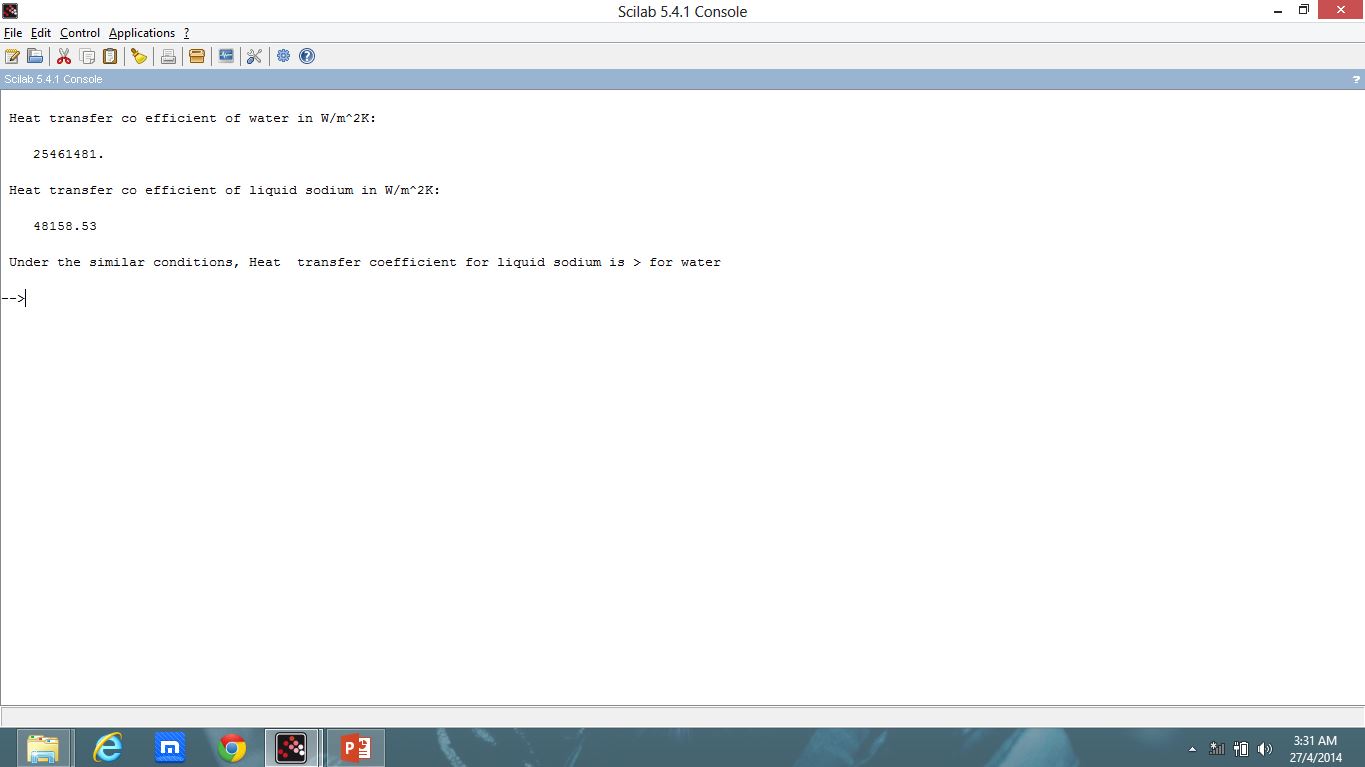 Scilab 5.4.1 Console
File Edit Control Applications ?
Scilab 5.4.1 Console ?
Heat transfer co efficient of water in W/m^2K:
25461481.
Heat transfer co efficient of liquid sodium in W/m^2K:
48158.53
Under the similar conditions, Heat  transfer coefficient for liquid sodium is > for water
-->
3:31 AM
27/4/2014